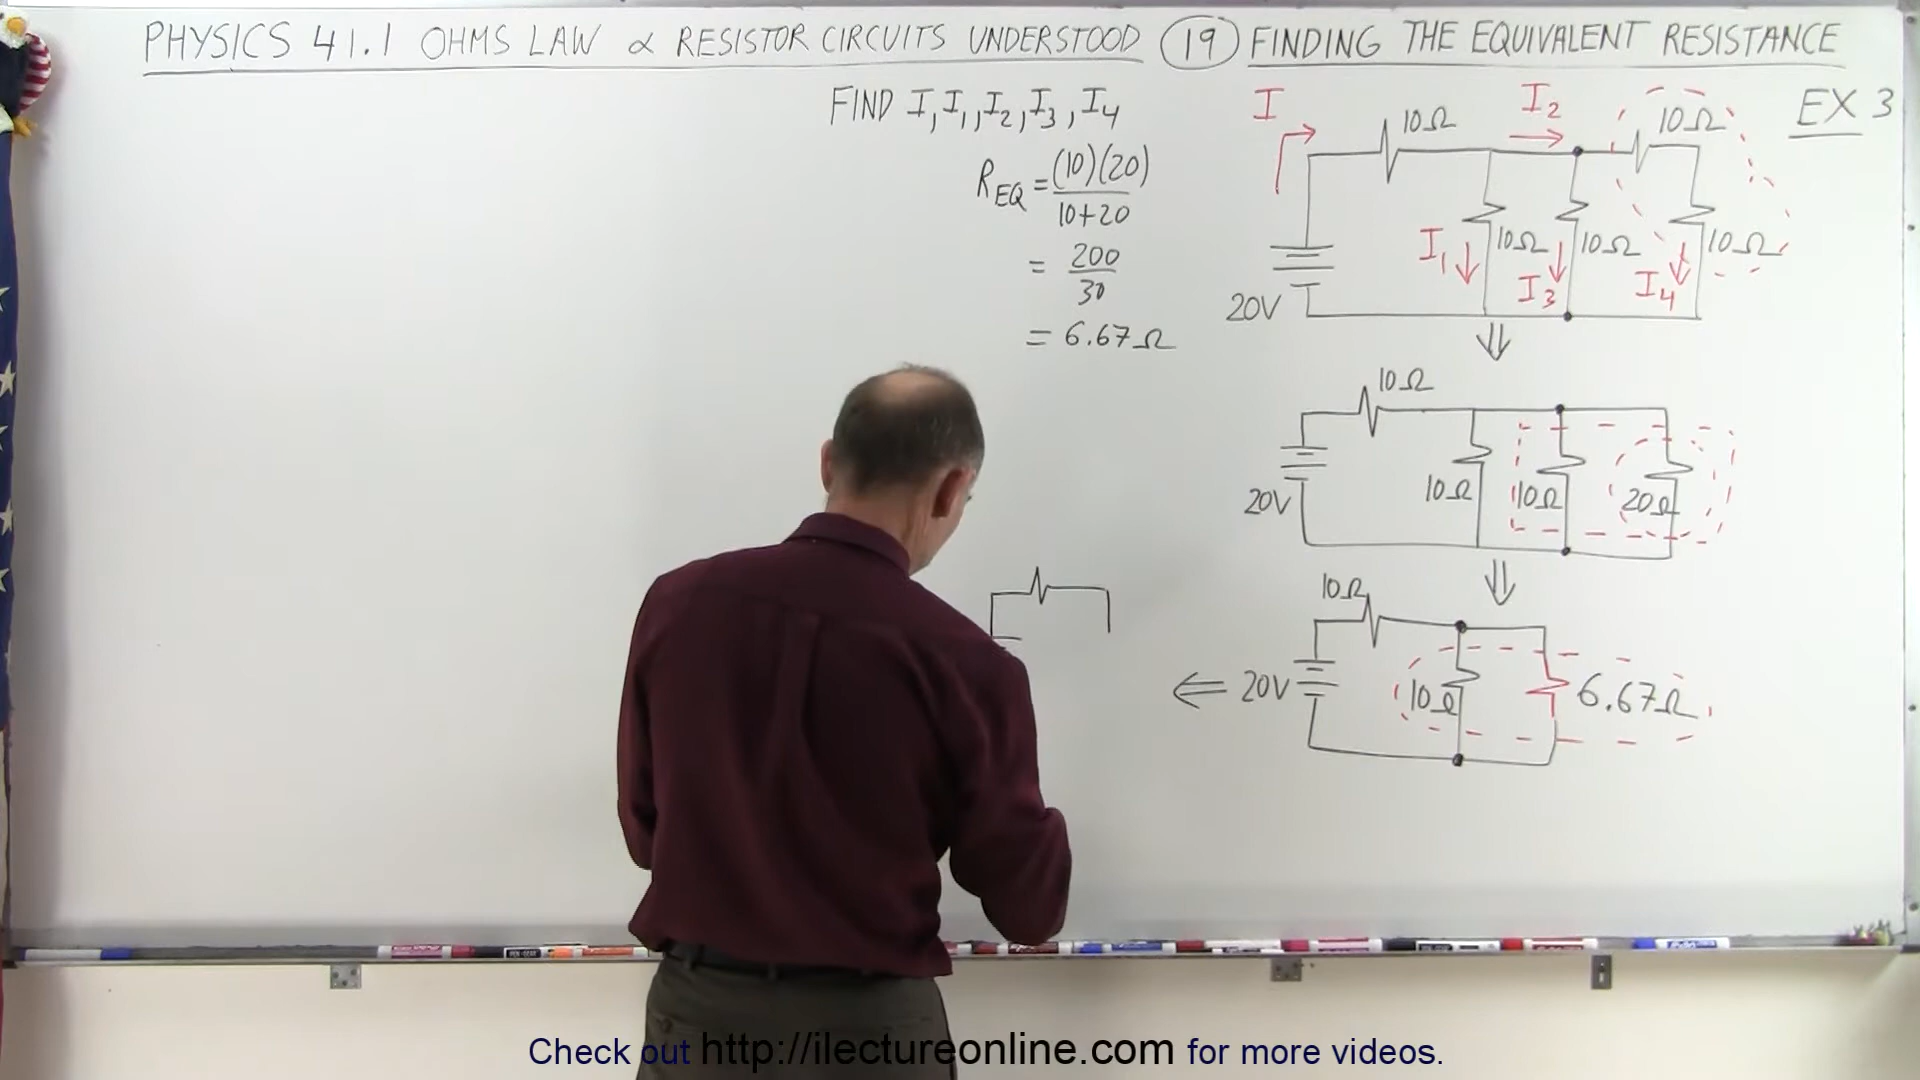 PHYSICS 41.1 OHMS LAW & RESISTOR CIRCUITS UNDERSTOOD 19 FINDING THE EQUIVALENT RESISTANCE
EX 3
FIND I, I₁, I₂, I₃, I₄
R_EQ = (10)(20) / 10+20
= 200 / 30
= 6.67Ω
I
10Ω
I₂
10Ω
I₁
10Ω
10Ω
10Ω
I₃
I₄
20V
⇓
10Ω
10Ω
10Ω
20Ω
20V
⇓
10Ω
⇐ 20V
10Ω
6.67Ω
Check out http://ilectureonline.com for more videos.